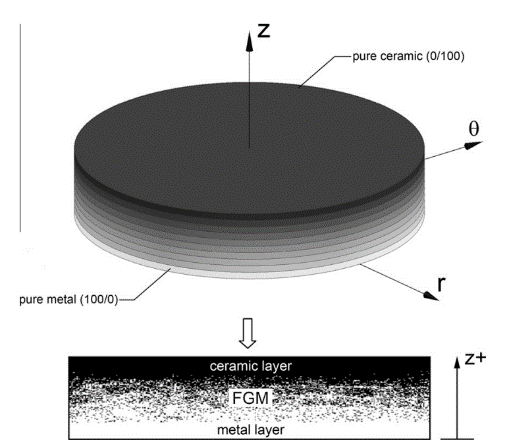 z
pure ceramic (0/100)
θ
r
pure metal (100/0)
ceramic layer
FGM
metal layer
z+